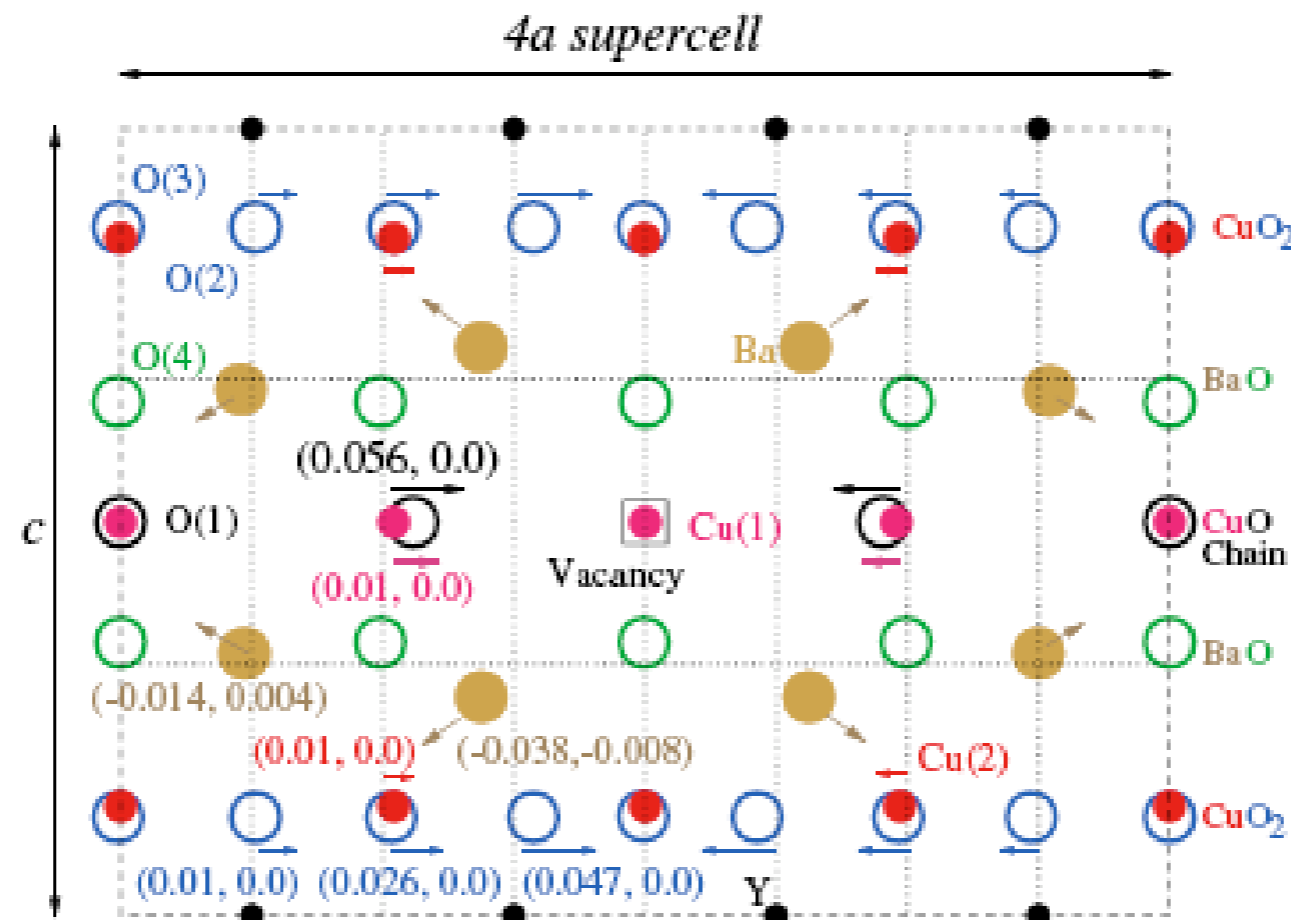 4a supercell
O(3)
CuO2
O(2)
O(4)
Ba
BaO
(0.056, 0.0)
c
O(1)
Cu(1)
CuO
Chain
Vacancy
(0.01, 0.0)
BaO
(-0.014, 0.004)
(0.01, 0.0)
(-0.038,-0.008)
Cu(2)
CuO2
(0.01, 0.0) (0.026, 0.0) (0.047, 0.0)
Y